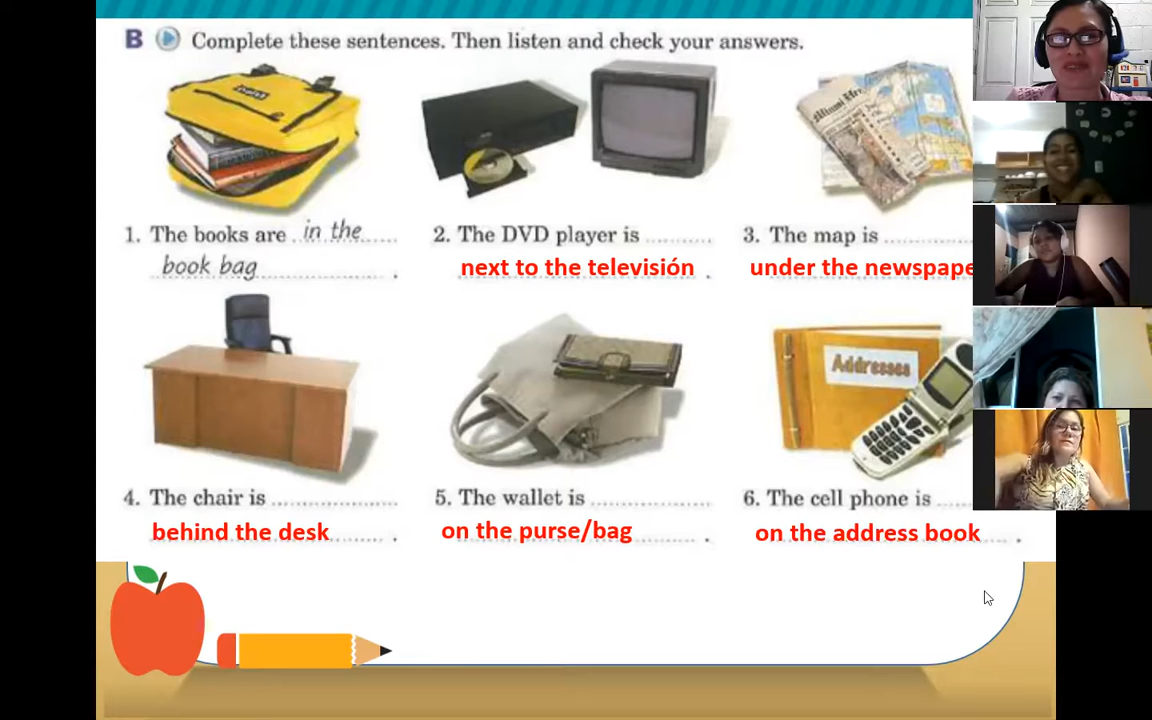 B Complete these sentences. Then listen and check your answers.
1. The books are in the
book bag.
2. The DVD player is
next to the televisión.
3. The map is
under the newspape
4. The chair is
behind the desk.
5. The wallet is
on the purse/bag.
Addresses
6. The cell phone is
on the address book.